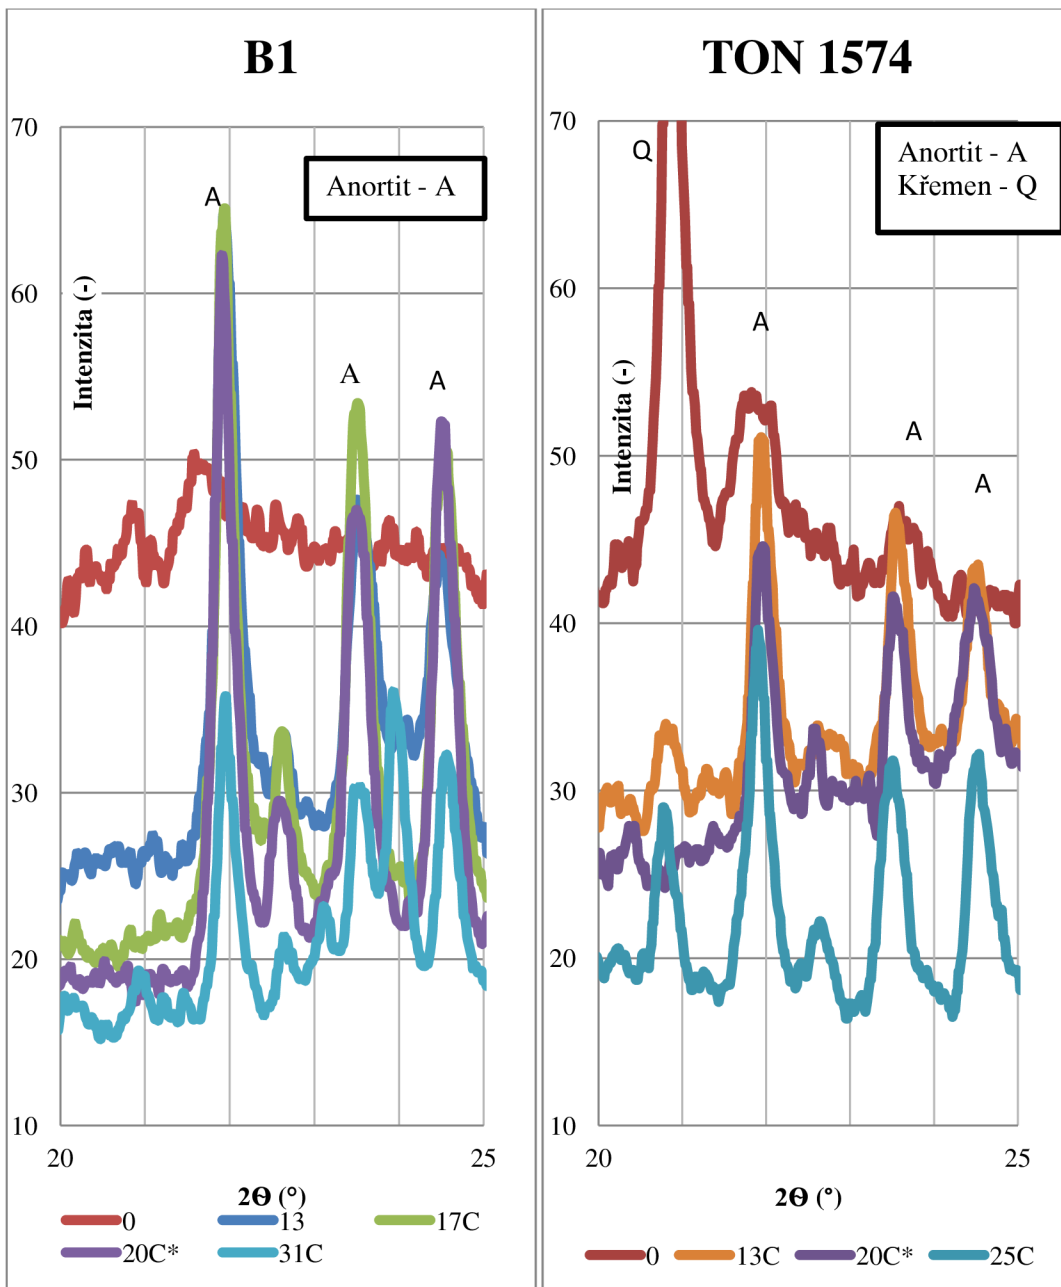 B1
70
A
Anortit - A
60
Intenzita (-)
A
A
50
40
30
20
10
20
25
2Θ (°)
0
13
17C
20C*
31C
TON 1574
70
Q
Anortit - A
Křemen - Q
60
A
Intenzita (-)
A
50
A
40
30
20
10
20
25
2Θ (°)
0
13C
20C*
25C